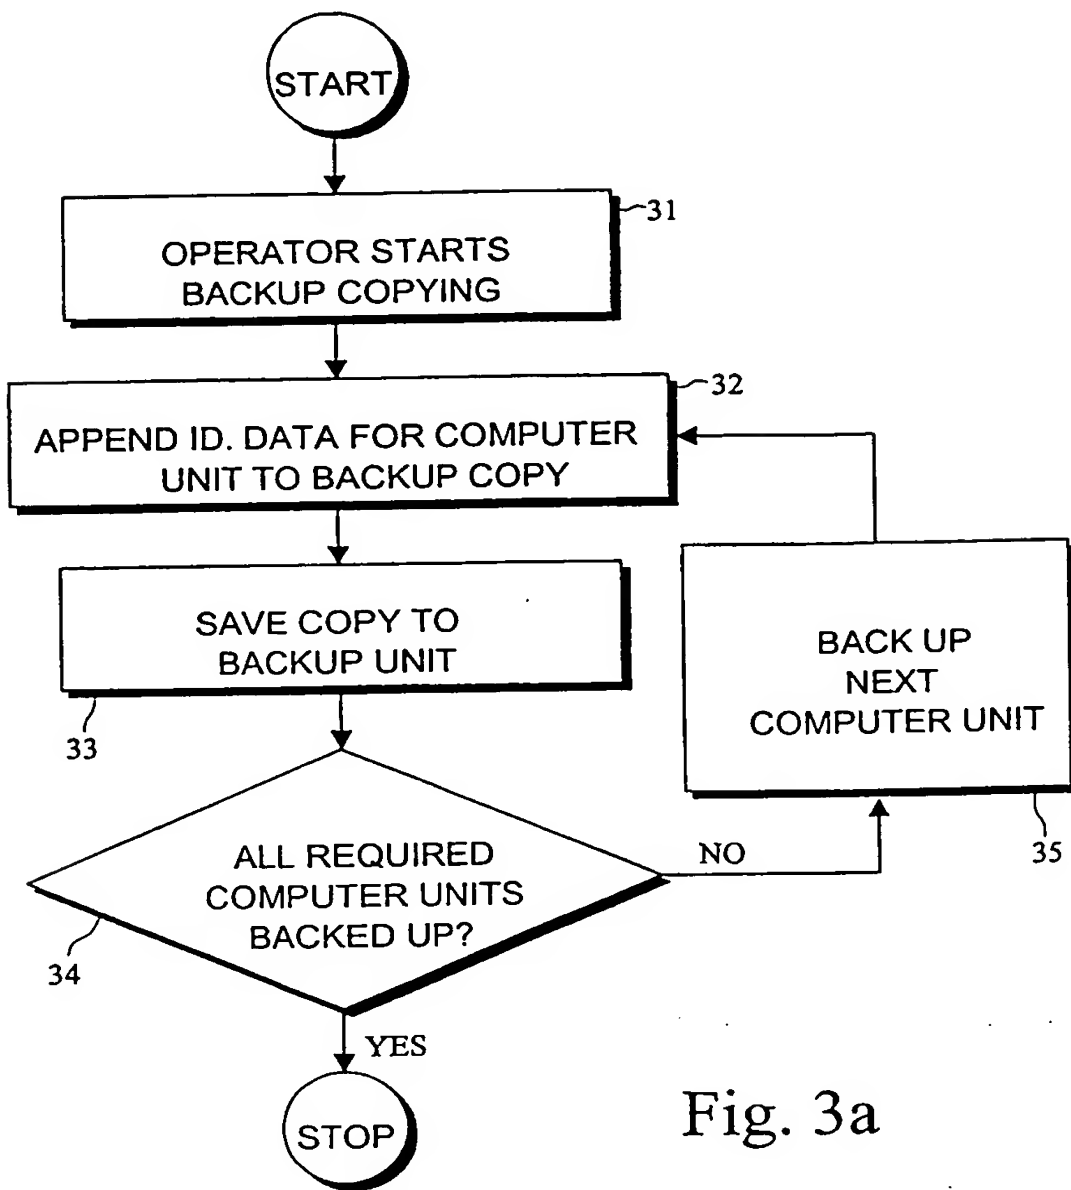 START
31
OPERATOR STARTS
BACKUP COPYING
32
APPEND ID. DATA FOR COMPUTER
UNIT TO BACKUP COPY
SAVE COPY TO
BACKUP UNIT
33
BACK UP
NEXT
COMPUTER UNIT
35
NO
ALL REQUIRED
COMPUTER UNITS
BACKED UP?
34
YES
STOP
Fig. 3a